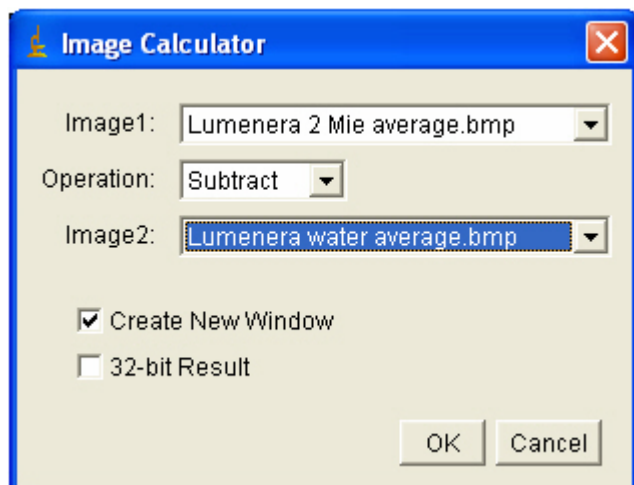 Image Calculator
Image1: Lumenera 2 Mie average.bmp
Operation: Subtract
Image2: Lumenera water average.bmp
Create New Window
32-bit Result
OK Cancel